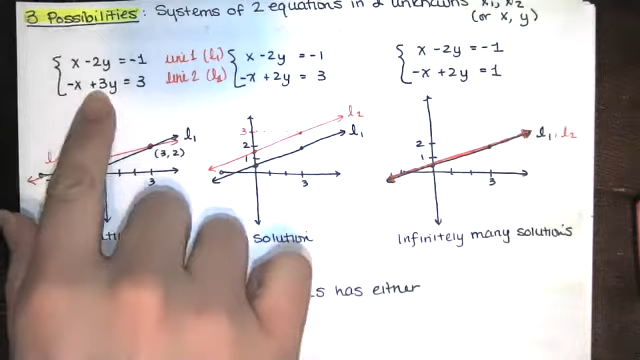 3 Possibilities: Systems of 2 equations in 2 unknowns x₁, x₂
(or x, y)
x - 2y = -1 line 1 (l₁)
-x + 3y = 3 line 2 (l₂)
x - 2y = -1
-x + 2y = 3
x - 2y = -1
-x + 2y = 1
l₁
(3, 2)
3
l₂
l₁
3
2
1
3
l₁, l₂
2
1
3
solution
Infinitely many solutions
has either